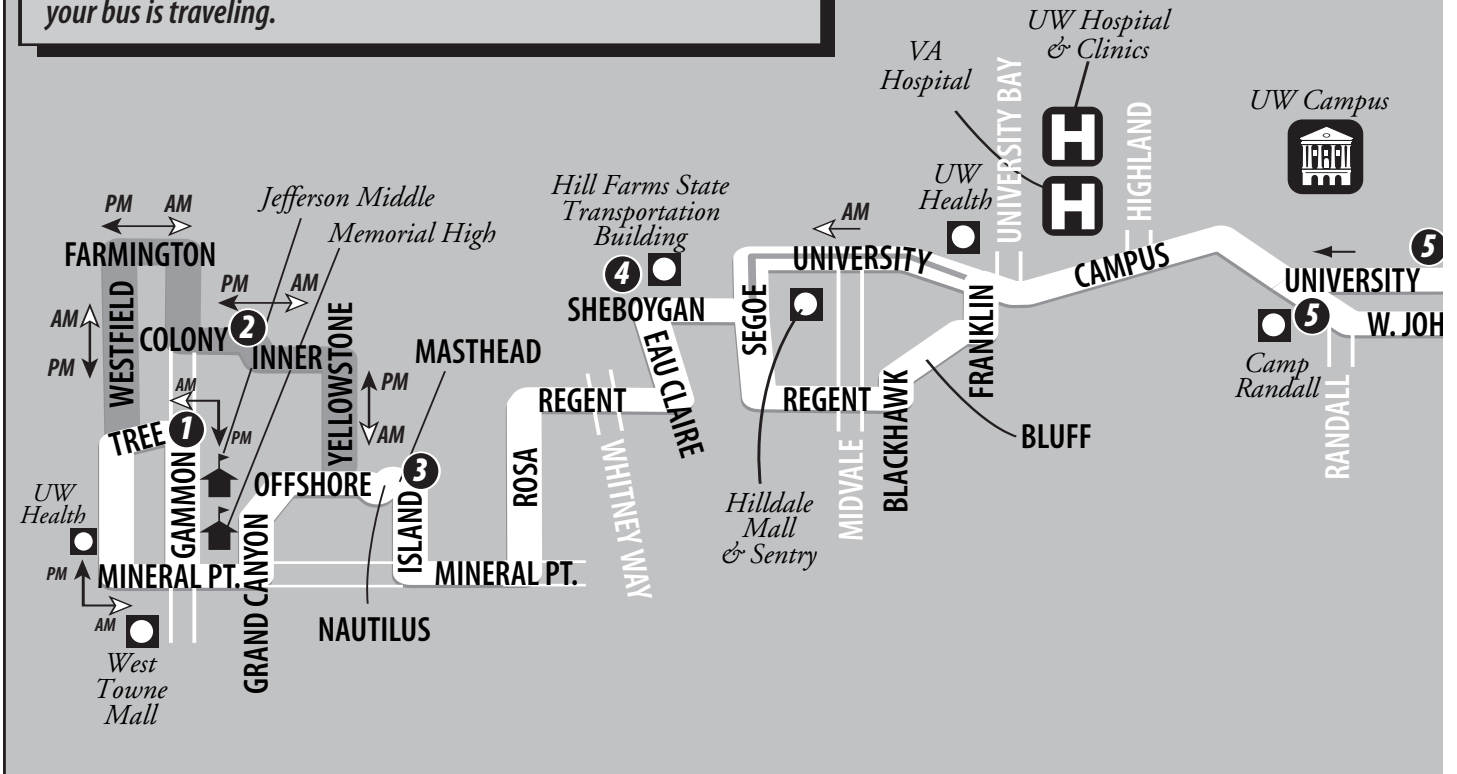 your bus is traveling.
UW Hospital
& Clinics
VA
Hospital
UNIVERSITY BAY
H
H
HIGHLAND
UW Campus
UW
Health
Hill Farms State
Transportation
Building
Jefferson Middle
Memorial High
PM AM
FARMINGTON
AM
PM
WESTFIELD
COLONY
2
PM AM
INNER
YELLOWSTONE
PM
AM
MASTHEAD
4
SHEBOYGAN
EAU CLAIRE
SEGOE
AM
UNIVERSITY
FRANKLIN
CAMPUS
5
UNIVERSITY
5
W. JOH
Camp
Randall
RANDALL
AM
PM
TREE
1
GAMMON
OFFSHORE
3
ISLAND
REGENT
ROSA
WHITNEY WAY
REGENT
MIDVALE
BLACKHAWK
BLUFF
Hilldale
Mall
& Sentry
UW
Health
PM
AM
MINERAL PT.
GRAND CANYON
MINERAL PT.
NAUTILUS
West
Towne
Mall